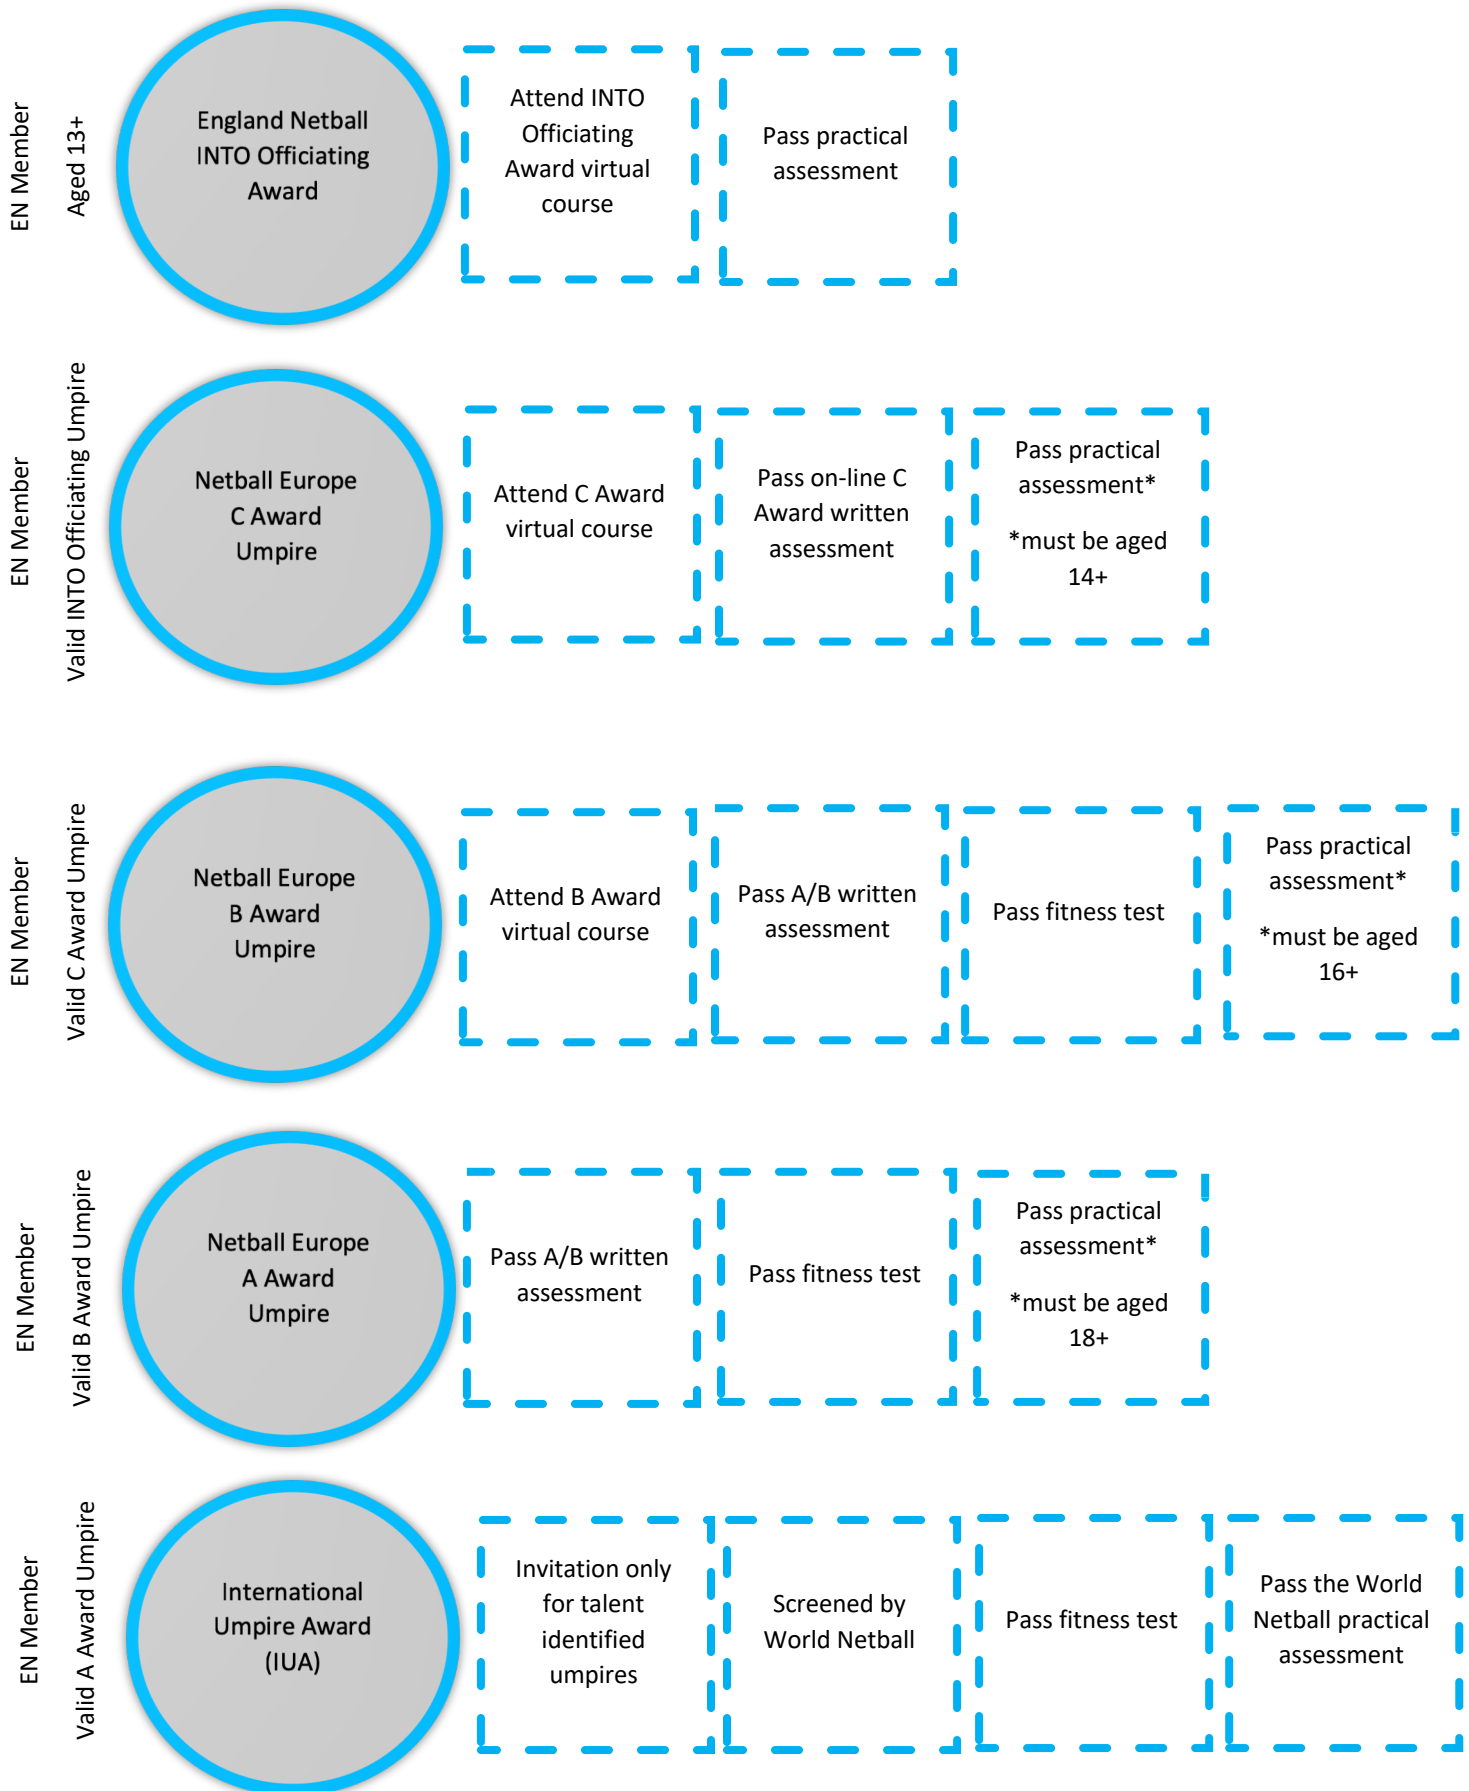 EN Member
Aged 13+
England Netball
INTO Officiating
Award
Attend INTO
Officiating
Award virtual
course
Pass practical
assessment
EN Member
Valid INTO Officiating Umpire
Netball Europe
C Award
Umpire
Attend C Award
virtual course
Pass on-line C
Award written
assessment
Pass practical
assessment*
*must be aged
14+
EN Member
Valid C Award Umpire
Netball Europe
B Award
Umpire
Attend B Award
virtual course
Pass A/B written
assessment
Pass fitness test
Pass practical
assessment*
*must be aged
16+
EN Member
Valid B Award Umpire
Netball Europe
A Award
Umpire
Pass A/B written
assessment
Pass fitness test
Pass practical
assessment*
*must be aged
18+
EN Member
Valid A Award Umpire
International
Umpire Award
(IUA)
Invitation only
for talent
identified
umpires
Screened by
World Netball
Pass fitness test
Pass the World
Netball practical
assessment